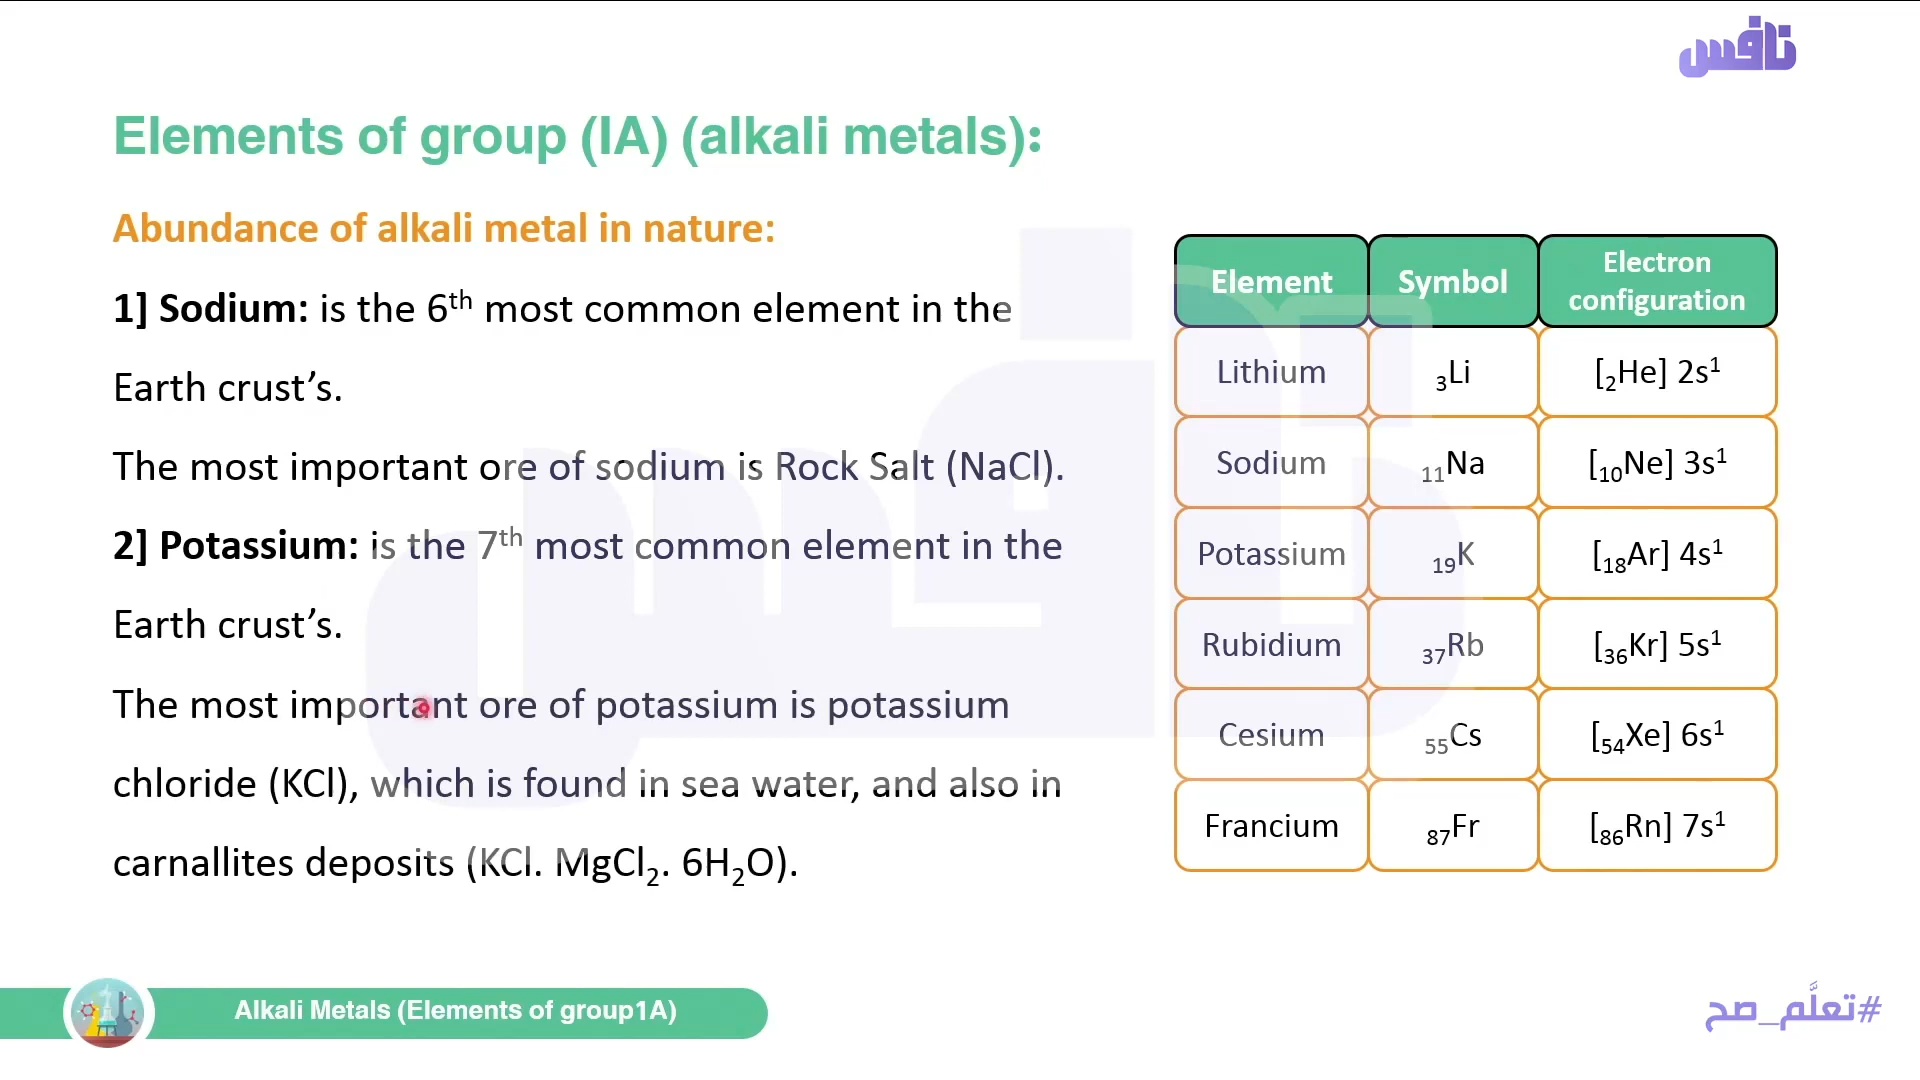 نافس
Elements of group (IA) (alkali metals):
Abundance of alkali metal in nature:
1] Sodium: is the 6th most common element in the
Earth crust’s.
The most important ore of sodium is Rock Salt (NaCl).
2] Potassium: is the 7th most common element in the
Earth crust’s.
The most important ore of potassium is potassium
chloride (KCl), which is found in sea water, and also in
carnallites deposits (KCl. MgCl₂. 6H₂O).
Element Symbol Electron configuration
Lithium ₃Li [₂He] 2s¹
Sodium ₁₁Na [₁₀Ne] 3s¹
Potassium ₁₉K [₁₈Ar] 4s¹
Rubidium ₃₇Rb [₃₆Kr] 5s¹
Cesium ₅₅Cs [₅₄Xe] 6s¹
Francium ₈₇Fr [₈₆Rn] 7s¹
Alkali Metals (Elements of group1A)
#تعلَّم_صح